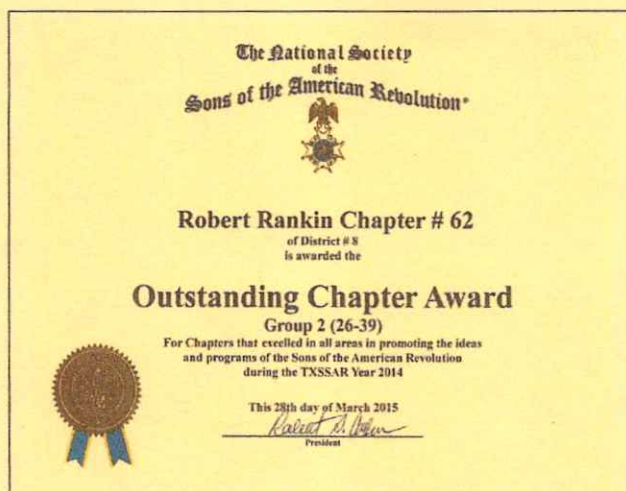 The National Society
of the
Sons of the American Revolution®
Robert Rankin Chapter # 62
of District # 8
is awarded the
Outstanding Chapter Award
Group 2 (26-39)
For Chapters that excelled in all areas in promoting the ideas
and programs of the Sons of the American Revolution
during the TXSSAR Year 2014
This 28th day of March 2015
President